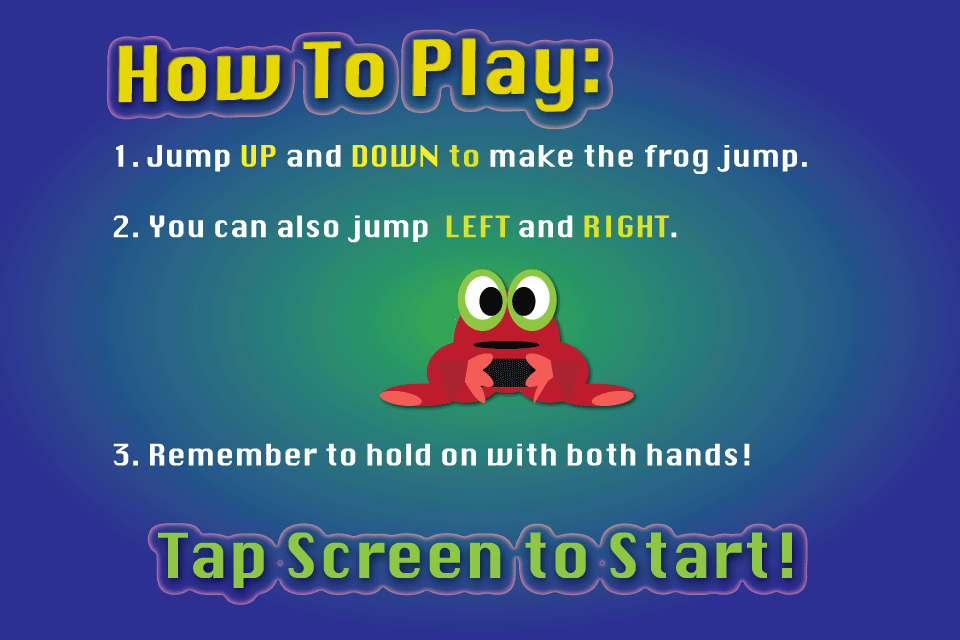 How To Play:
1. Jump UP and DOWN to make the frog jump.
2. You can also jump LEFT and RIGHT.
3. Remember to hold on with both hands!
Tap Screen to Start!